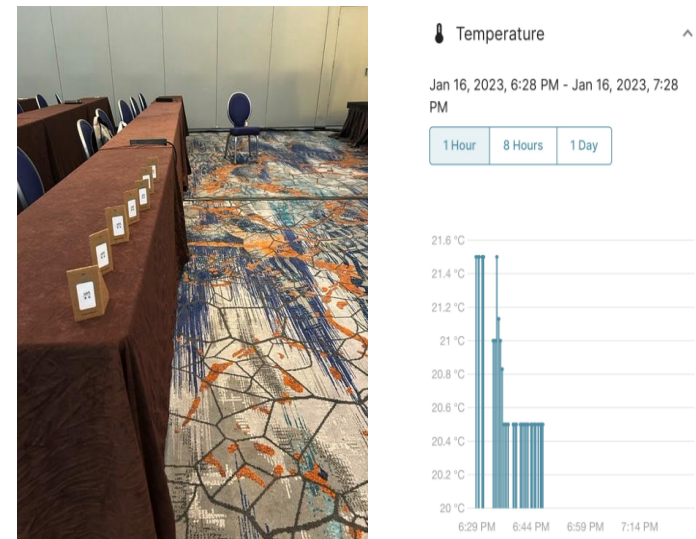 Temperature
Jan 16, 2023, 6:28 PM - Jan 16, 2023, 7:28
PM
1 Hour
8 Hours
1 Day
21.6 °C
21.4 °C
21.2 °C
21 °C
20.8 °C
20.6 °C
20.4 °C
20.2 °C
20 °C
6:29 PM
6:44 PM
6:59 PM
7:14 PM